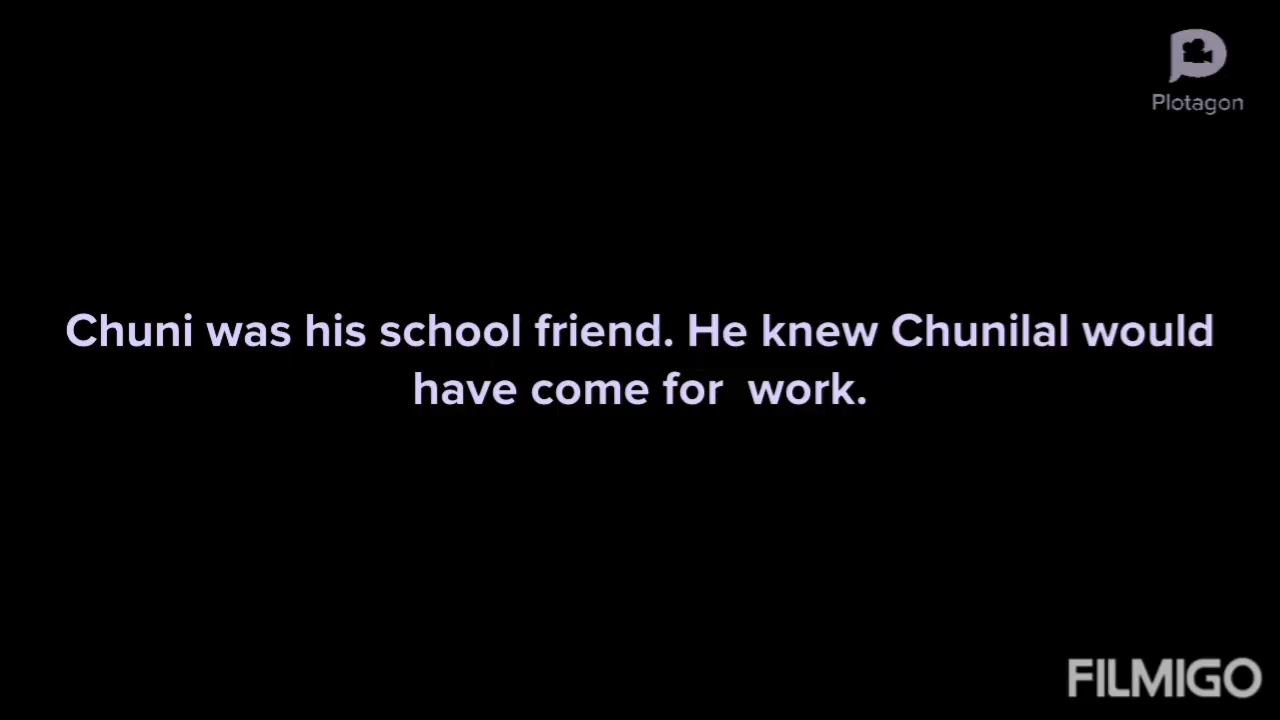 Plotagon
Chuni was his school friend. He knew Chunilal would
have come for  work.
FILMIGO